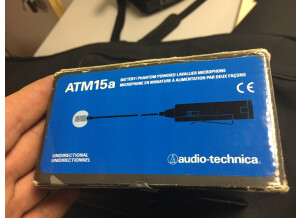 ATM15a
BATTERY/PHANTOM POWERED LAVALIER MICROPHONE
MICROPHONE EN MINIATURE A ALIMENTATION PAR DEUX FAÇONS
CE
UNIDIRECTIONAL
UNIDIRECTIONNEL
audio-technica